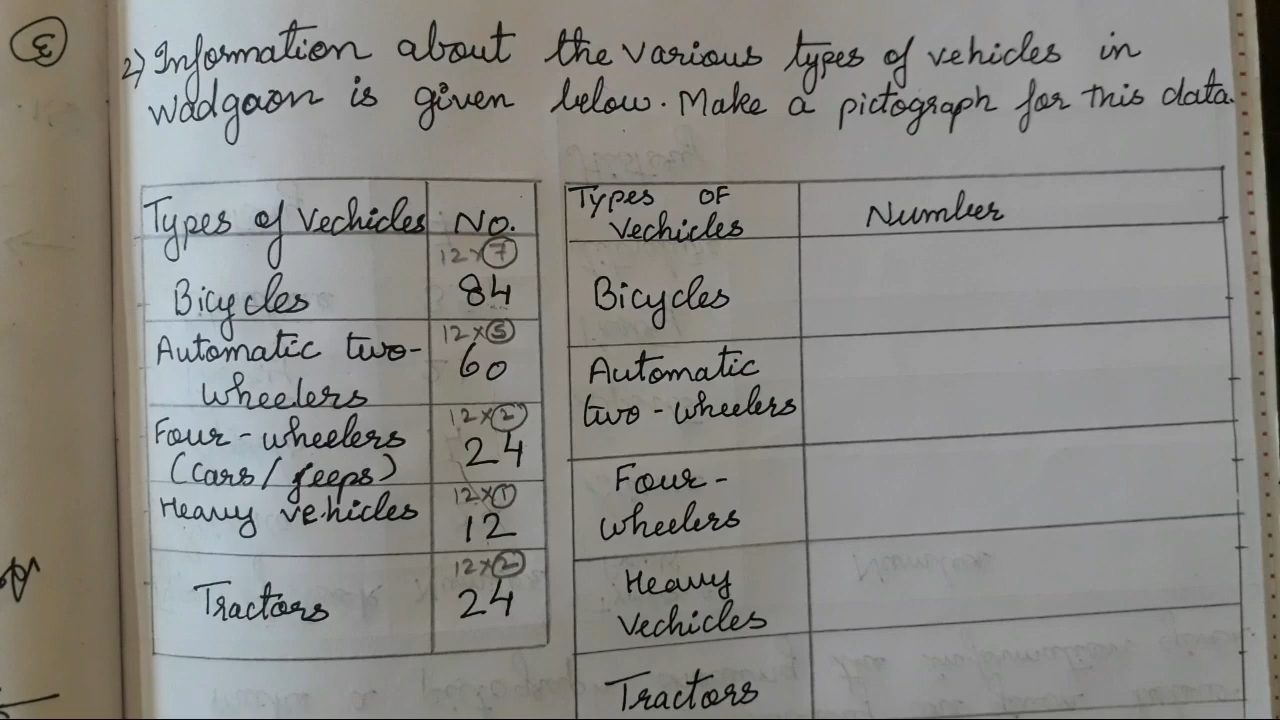 3
2) Information about the various types of vehicles in
Wadgaon is given below. Make a pictograph for this data.
Types of Vechicles No.
12×7
Bicycles 84
Automatic two-
wheelers
12×5
60
Four-wheelers
(cars/jeeps)
12×2
24
Heavy vehicles
12×1
12
12×2
Tractors 24
Types OF
Vechicles
Number
Bicycles
Automatic
two-wheelers
Four-
wheelers
Heavy
Vechicles
Tractors